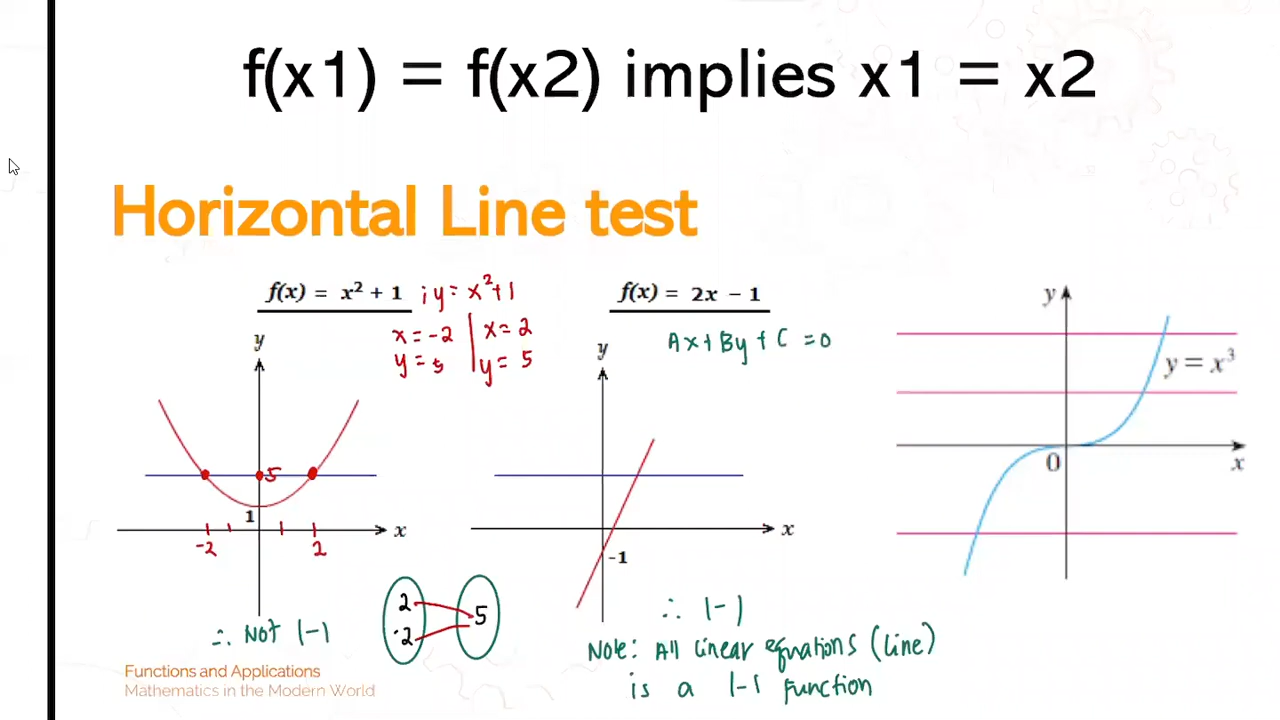 f(x1) = f(x2) implies x1 = x2
Horizontal Line test
f(x) = x² + 1 ; y = x²+1
x = -2 | x = 2
y = 5 | y = 5
y
5
1
x
-2 2
2
-2
5
∴ Not 1-1
f(x) = 2x - 1
Ax + By + C = 0
y
x
-1
∴ 1-1
Note: All linear equations (line)
is a 1-1 function
y
y = x³
0
x
Functions and Applications
Mathematics in the Modern World